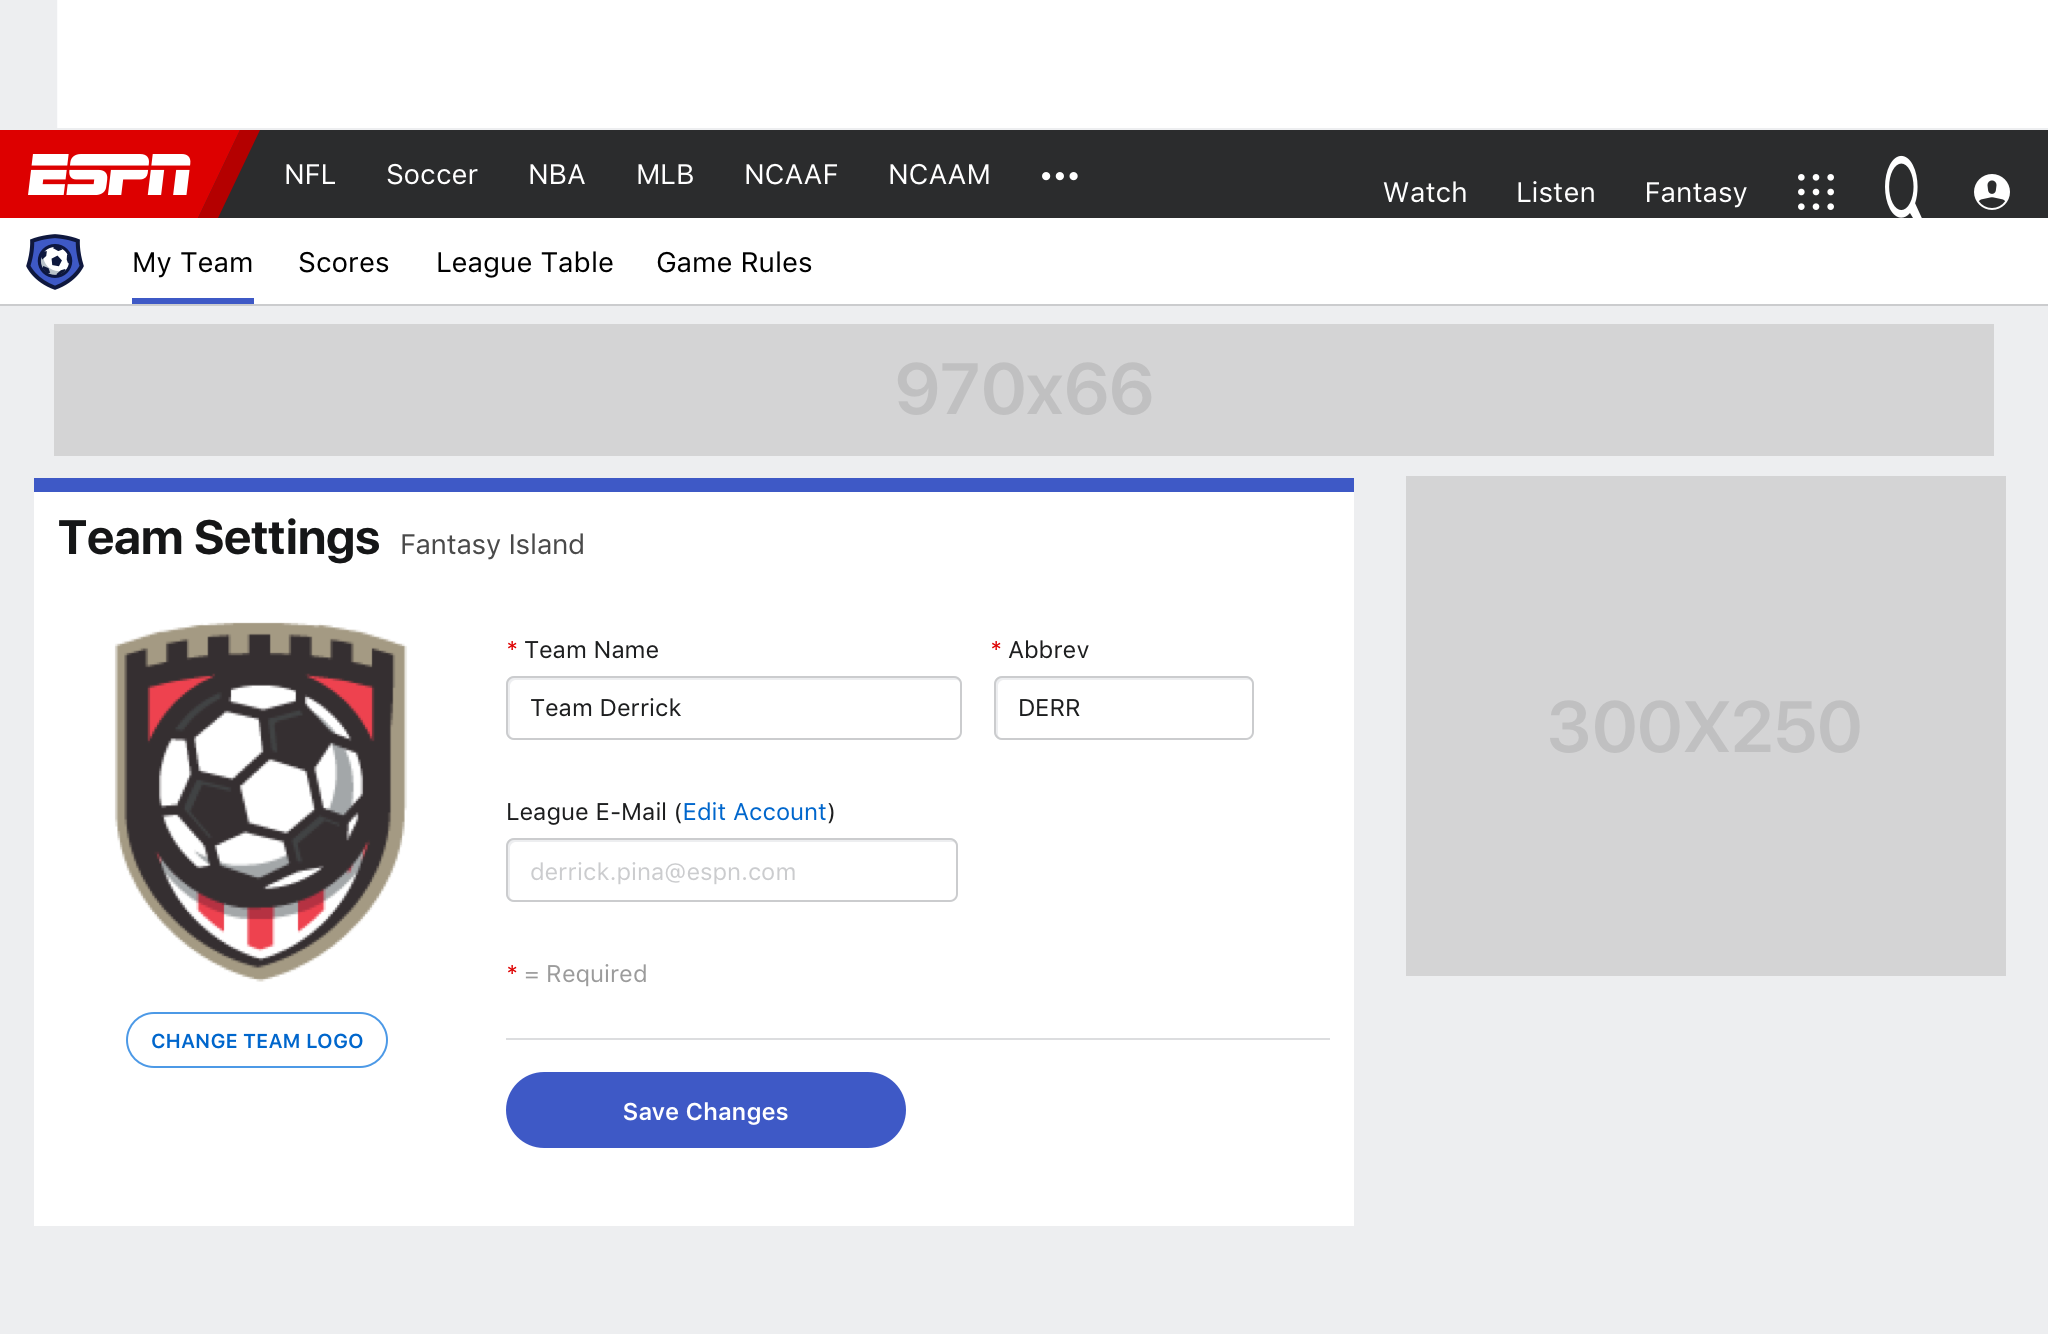 ESPN NFL Soccer NBA MLB NCAAF NCAAM Watch Listen Fantasy
My Team Scores League Table Game Rules
970x66
Team Settings Fantasy Island
300X250
* Team Name * Abbrev
Team Derrick DERR
League E-Mail (Edit Account)
derrick.pina@espn.com
* = Required
CHANGE TEAM LOGO
Save Changes